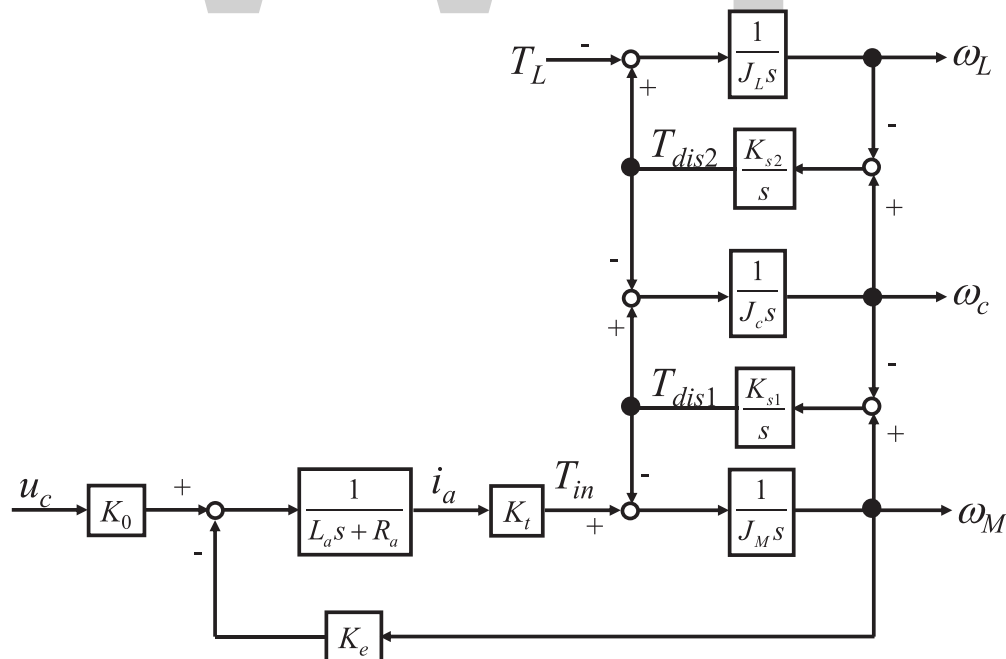 T_L - 1 / J_L s ω_L
+
-
T_dis2 K_s2 / s
+
-
1 / J_c s ω_c
+
-
T_dis1 K_s1 / s
+
-
u_c K_0 + 1 / L_a s + R_a i_a K_t T_in + 1 / J_M s ω_M
-
K_e